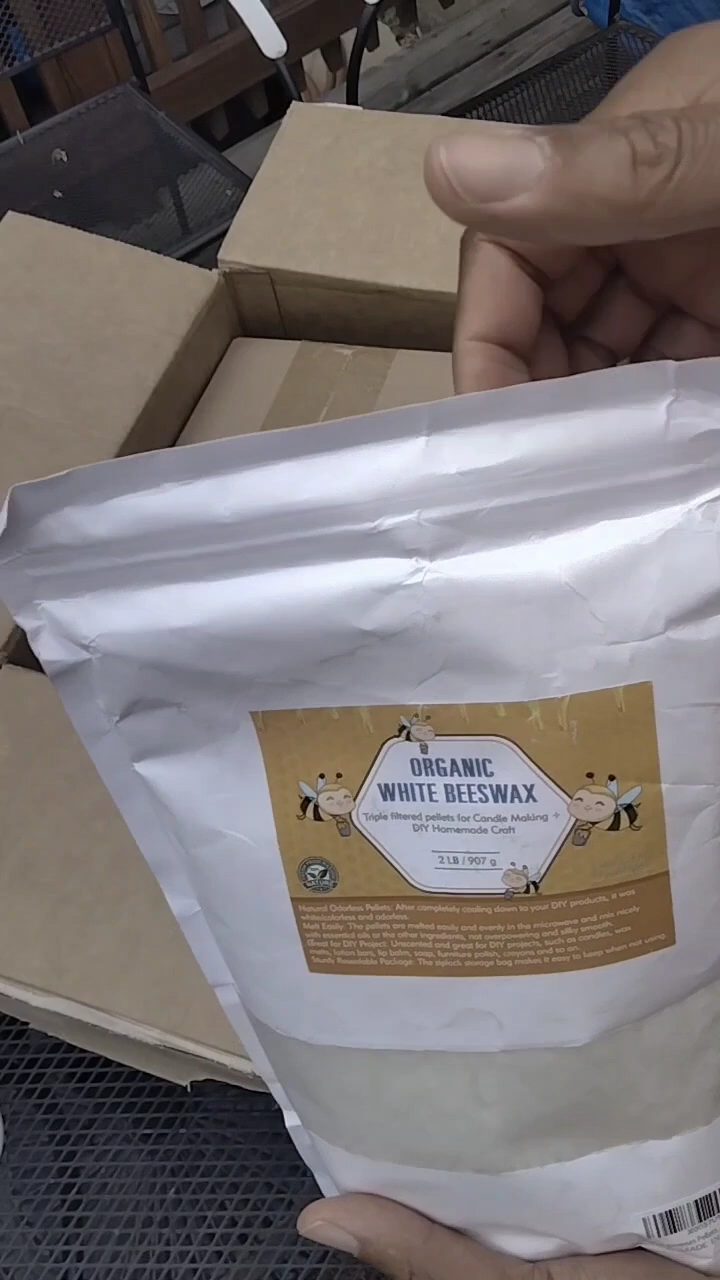 ORGANIC
WHITE BEESWAX
Triple filtered pellets for Candle Making +
DIY Homemade Craft
2 LB / 907 g
NATURE
Natural Odorless Pellets: After completely cooling down to your DIY products, it was
white/colorless and odorless.
Melt Easily: The pellets are melted easily and evenly in the microwave and mix nicely
with essential oils or the other ingredients, not overpowering and silky smooth.
Great for DIY Project: Unscented and great for DIY projects, such as candles, wax
melts, lotion bars, lip balm, soap, furniture polish, crayons and so on.
Sturdy Resealable Package: The ziplock storage bag makes it easy to keep when not using.